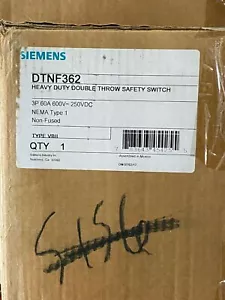 SIEMENS
DTNF362
HEAVY DUTY DOUBLE THROW SAFETY SWITCH
3P 60A 600V~ 250VDC
NEMA Type 1
Non-Fused
TYPE VBII
QTY 1
Assembled in Mexico